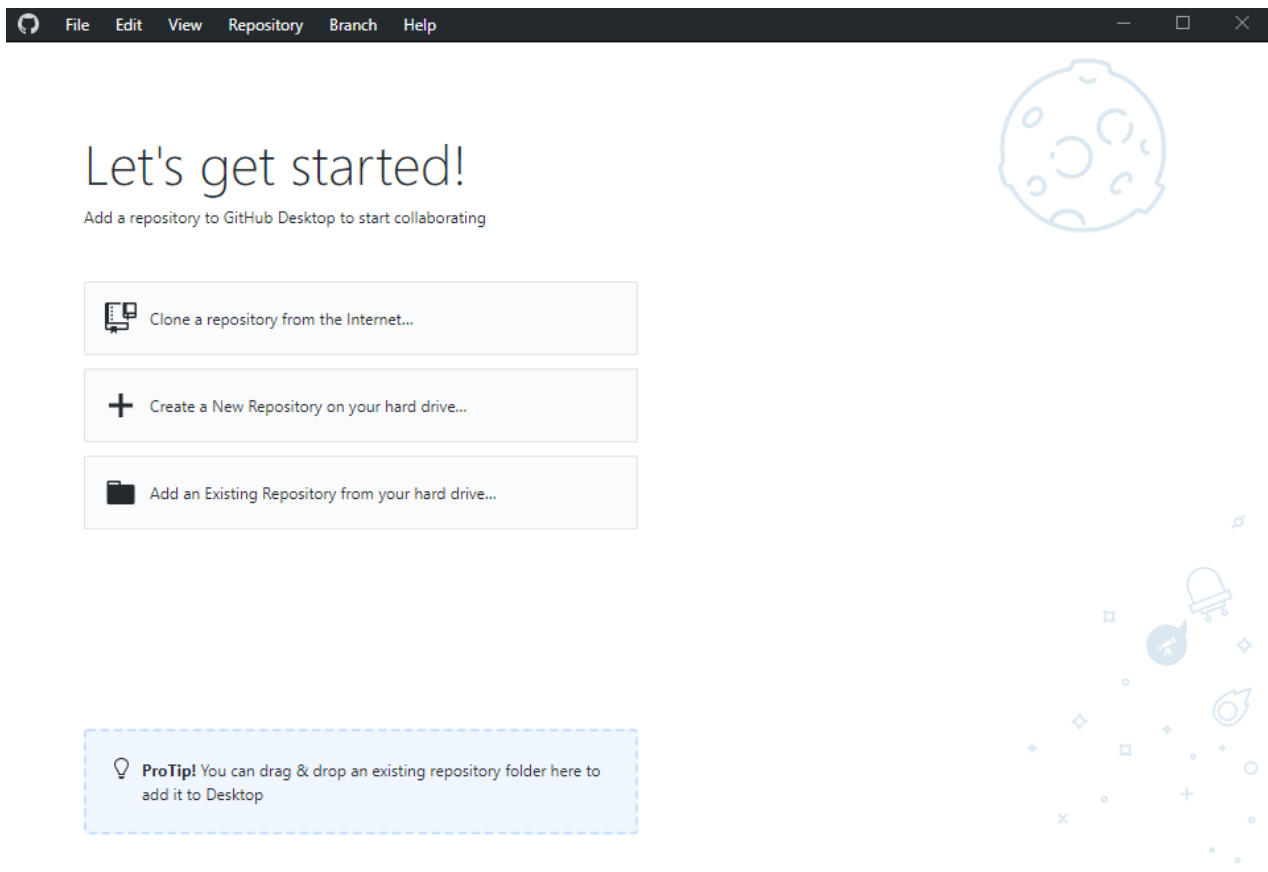 File Edit View Repository Branch Help
Let's get started!
Add a repository to GitHub Desktop to start collaborating
Clone a repository from the Internet...
Create a New Repository on your hard drive...
Add an Existing Repository from your hard drive...
ProTip! You can drag & drop an existing repository folder here to
add it to Desktop